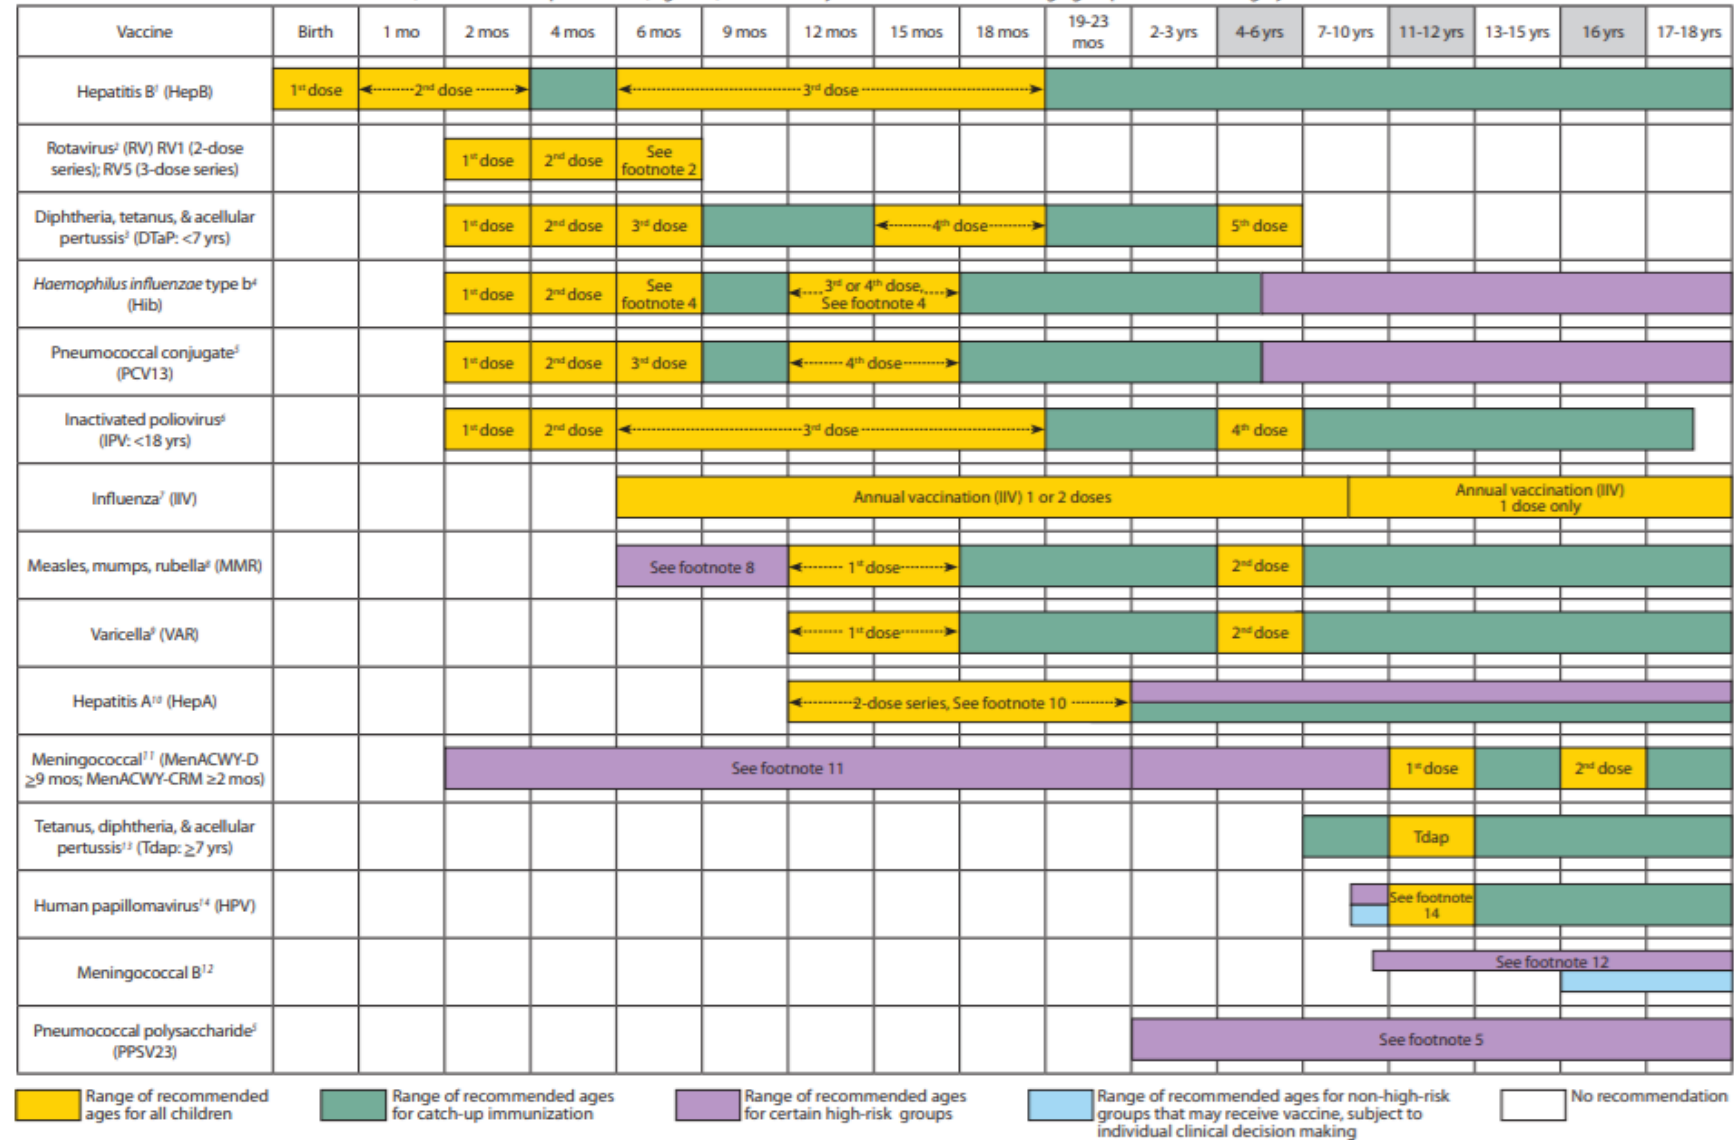 Vaccine Birth 1 mo 2 mos 4 mos 6 mos 9 mos 12 mos 15 mos 18 mos 19-23 mos 2-3 yrs 4-6 yrs 7-10 yrs 11-12 yrs 13-15 yrs 16 yrs 17-18 yrs
Hepatitis B¹ (HepB)
1st dose
2nd dose
3rd dose
Rotavirus² (RV) RV1 (2-dose
series); RV5 (3-dose series)
1st dose
2nd dose
See
footnote 2
Diphtheria, tetanus, & acellular
pertussis³ (DTaP: <7 yrs)
1st dose
2nd dose
3rd dose
4th dose
5th dose
Haemophilus influenzae type b⁴
(Hib)
1st dose
2nd dose
See
footnote 4
3rd or 4th dose,
See footnote 4
Pneumococcal conjugate⁵
(PCV13)
1st dose
2nd dose
3rd dose
4th dose
Inactivated poliovirus⁶
(IPV: <18 yrs)
1st dose
2nd dose
3rd dose
4th dose
Influenza⁷ (IIV)
Annual vaccination (IIV) 1 or 2 doses
Annual vaccination (IIV)
1 dose only
Measles, mumps, rubella⁸ (MMR)
See footnote 8
1st dose
2nd dose
Varicella⁹ (VAR)
1st dose
2nd dose
Hepatitis A¹⁰ (HepA)
2-dose series, See footnote 10
Meningococcal¹¹ (MenACWY-D
≥9 mos; MenACWY-CRM ≥2 mos)
See footnote 11
1st dose
2nd dose
Tetanus, diphtheria, & acellular
pertussis¹³ (Tdap: ≥7 yrs)
Tdap
Human papillomavirus¹⁴ (HPV)
See footnote
14
Meningococcal B¹²
See footnote 12
Pneumococcal polysaccharide⁵
(PPSV23)
See footnote 5
Range of recommended
ages for all children
Range of recommended ages
for catch-up immunization
Range of recommended ages
for certain high-risk groups
Range of recommended ages for non-high-risk
groups that may receive vaccine, subject to
individual clinical decision making
No recommendation